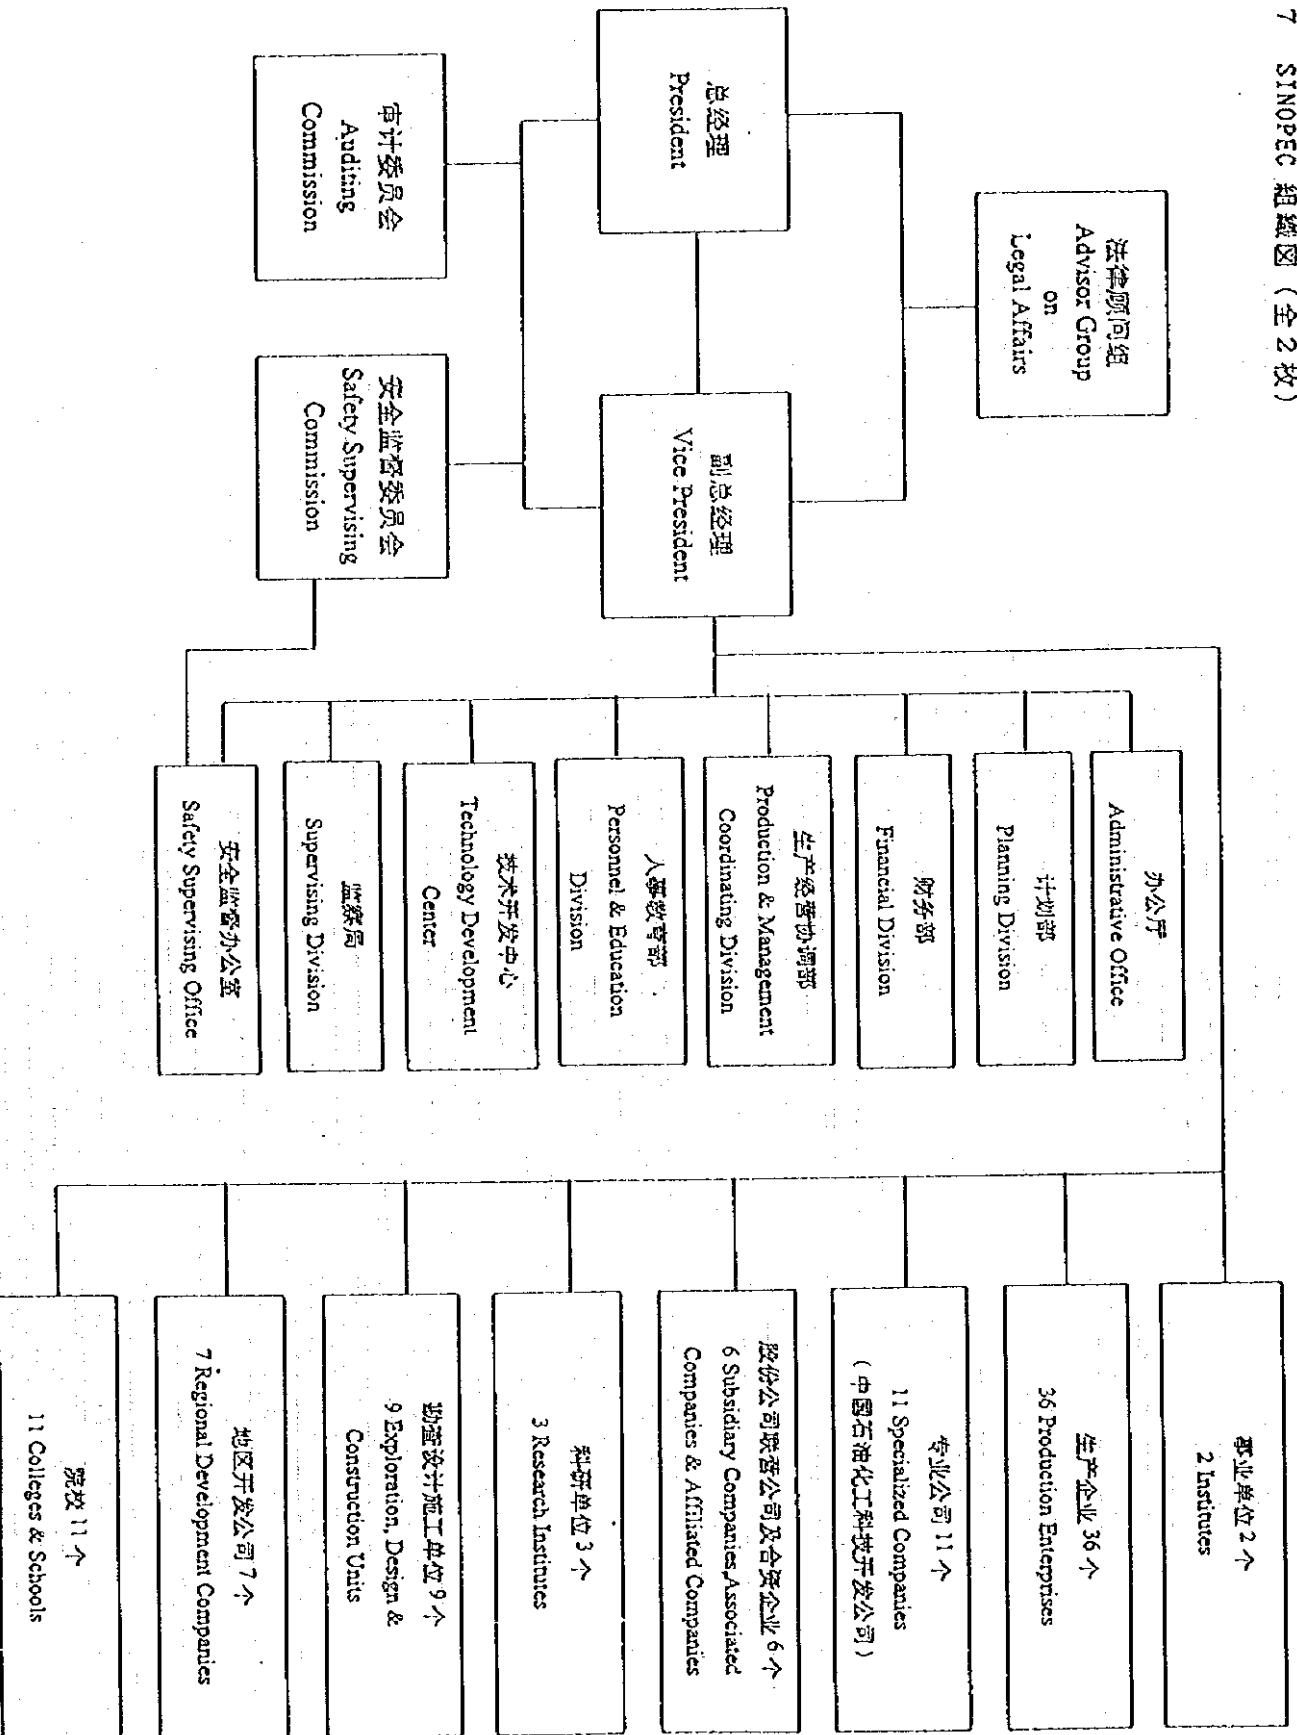 7 SINOPEC 組織図 (全2枚)
法律顾问组
Advisor Group
on
Legal Affairs
总经理
President
副总经理
Vice President
审计委员会
Auditing
Commission
安全监督委员会
Safety Supervising
Commission
办公厅
Administrative Office
计划部
Planning Division
财务部
Financial Division
生产经营协调部
Production & Management
Coordinating Division
人事教育部
Personnel & Education
Division
技术开发中心
Technology Development
Center
监察局
Supervising Division
安全监督办公室
Safety Supervising Office
事业单位2个
2 Institutes
生产企业36个
36 Production Enterprises
专业公司11个
11 Specialized Companies
(中国石油化工科技开发公司)
股份公司联营公司及合资企业6个
6 Subsidiary Companies,Associated
Companies & Affiliated Companies
科研单位3个
3 Research Institutes
勘查设计施工单位9个
9 Exploration, Design &
Construction Units
地区开发公司7个
7 Regional Development Companies
院校11个
11 Colleges & Schools